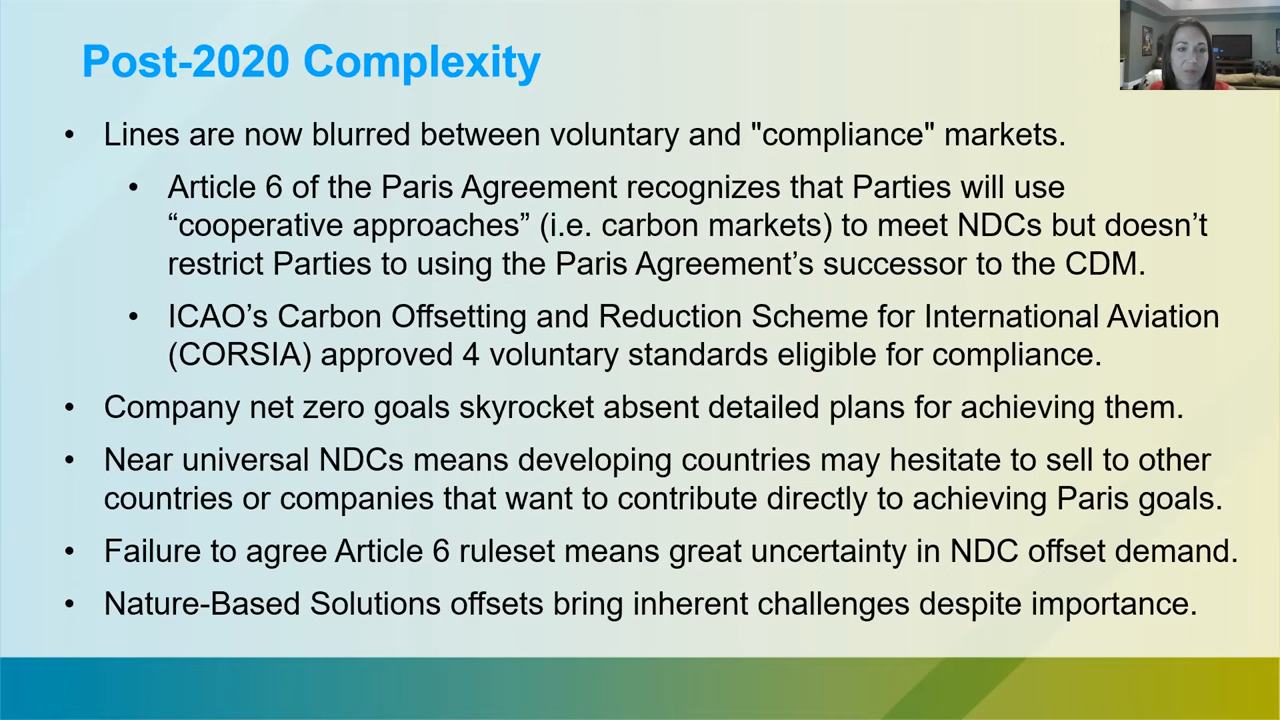 Post-2020 Complexity
• Lines are now blurred between voluntary and "compliance" markets.
• Article 6 of the Paris Agreement recognizes that Parties will use
“cooperative approaches” (i.e. carbon markets) to meet NDCs but doesn’t
restrict Parties to using the Paris Agreement’s successor to the CDM.
• ICAO’s Carbon Offsetting and Reduction Scheme for International Aviation
(CORSIA) approved 4 voluntary standards eligible for compliance.
• Company net zero goals skyrocket absent detailed plans for achieving them.
• Near universal NDCs means developing countries may hesitate to sell to other
countries or companies that want to contribute directly to achieving Paris goals.
• Failure to agree Article 6 ruleset means great uncertainty in NDC offset demand.
• Nature-Based Solutions offsets bring inherent challenges despite importance.